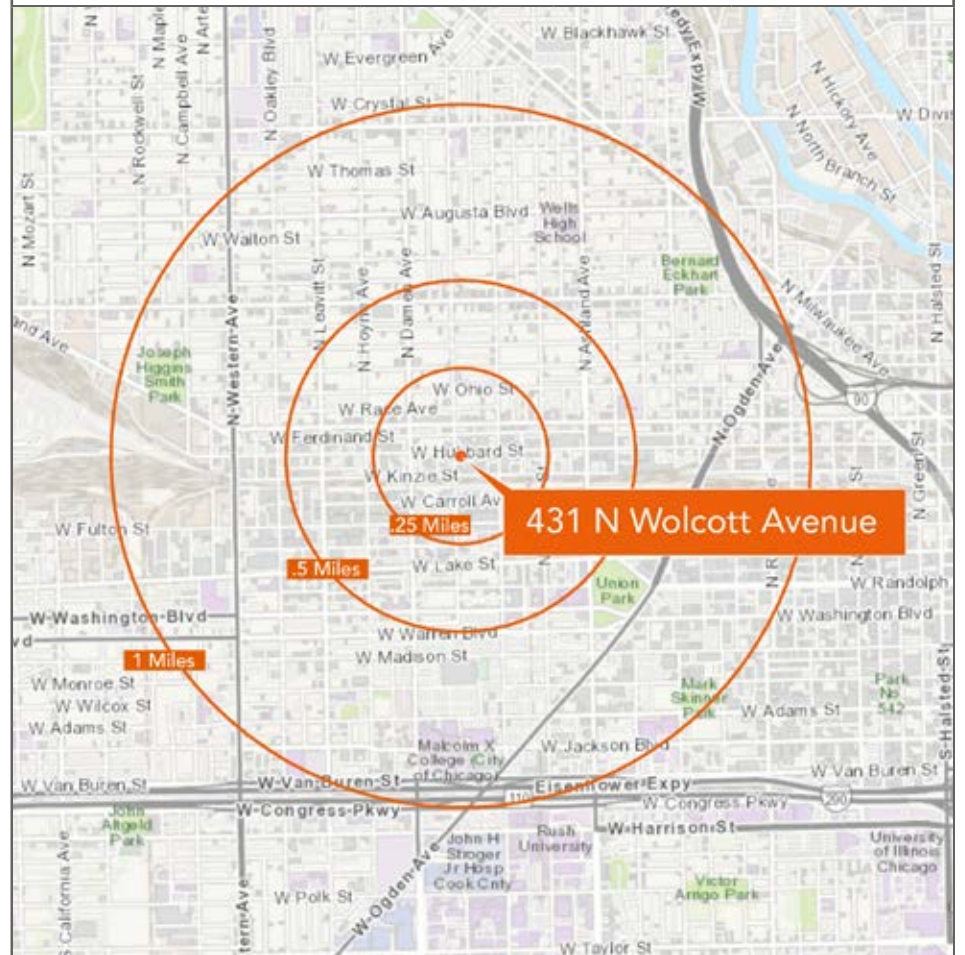 N Maple
N Campbell Ave
N Rockwell St
N Oakley Blvd
W Evergreen Ave
W Blackhawk St
N Hickory Ave
W Crystal St
N North Branch St
N Mozart St
W Thomas St
W Augusta Blvd
Wells
High
School
W Walton St
Bernard
Eckhart
Park
N Halsted St
N Leavitt St
N Hoyne Ave
N Damen Ave
N Ashland Ave
N Milwaukee Ave
N-Western-Ave
Joseph
Higgins
Smith
Park
N-Ogden-Ave
W Ohio St
W Race Ave
90
W Ferdinand St
W Hubbard St
W Kinzie St
N Green St
W Carroll Av
.25 Miles
431 N Wolcott Avenue
W Fulton St
.5 Miles
W Lake St
Union
Park
W Randolph
W-Washington-Blvd
W Washington Blvd
vd
W Warren Blvd
1 Miles
W Madison St
W Monroe St
W Wilcox St
W Adams St
Mark
Skinner
Park
W Adams St
Park
No
542
S-Halsted-St
Malcolm X
College (City
of Chicago)
W Jackson Blvd
W Van Buren St
W-Van-Buren-St
Eisenhower-Expy
W Van Buren St
110
290
W-Congress-Pkwy
W Congress Pkwy
John
Altgeld
Park
W-Harrison-St
John H
Stroger
Jr Hosp
Cook Cnty
Rush
University
University
of Illinois
Chicago
S California Ave
W Polk St
W-Ogden-Ave
Victor
Arrigo Park
tern-Ave
W Taylor St